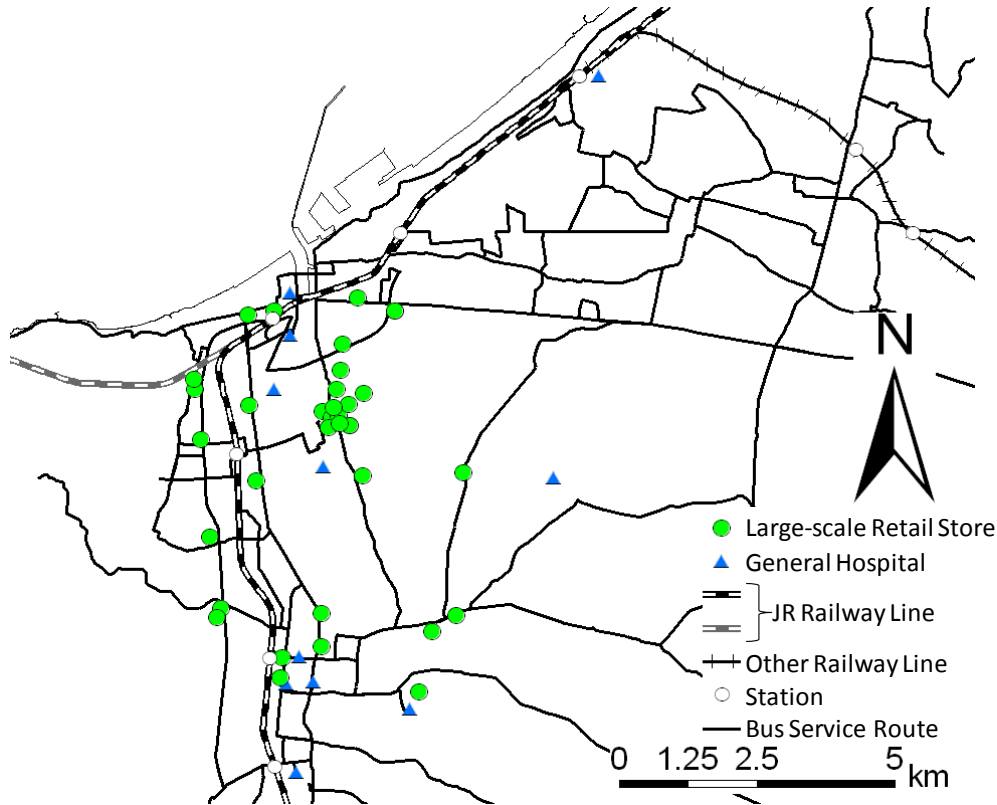 N
Large-scale Retail Store
General Hospital
JR Railway Line
Other Railway Line
Station
Bus Service Route
0 1.25 2.5 5
km